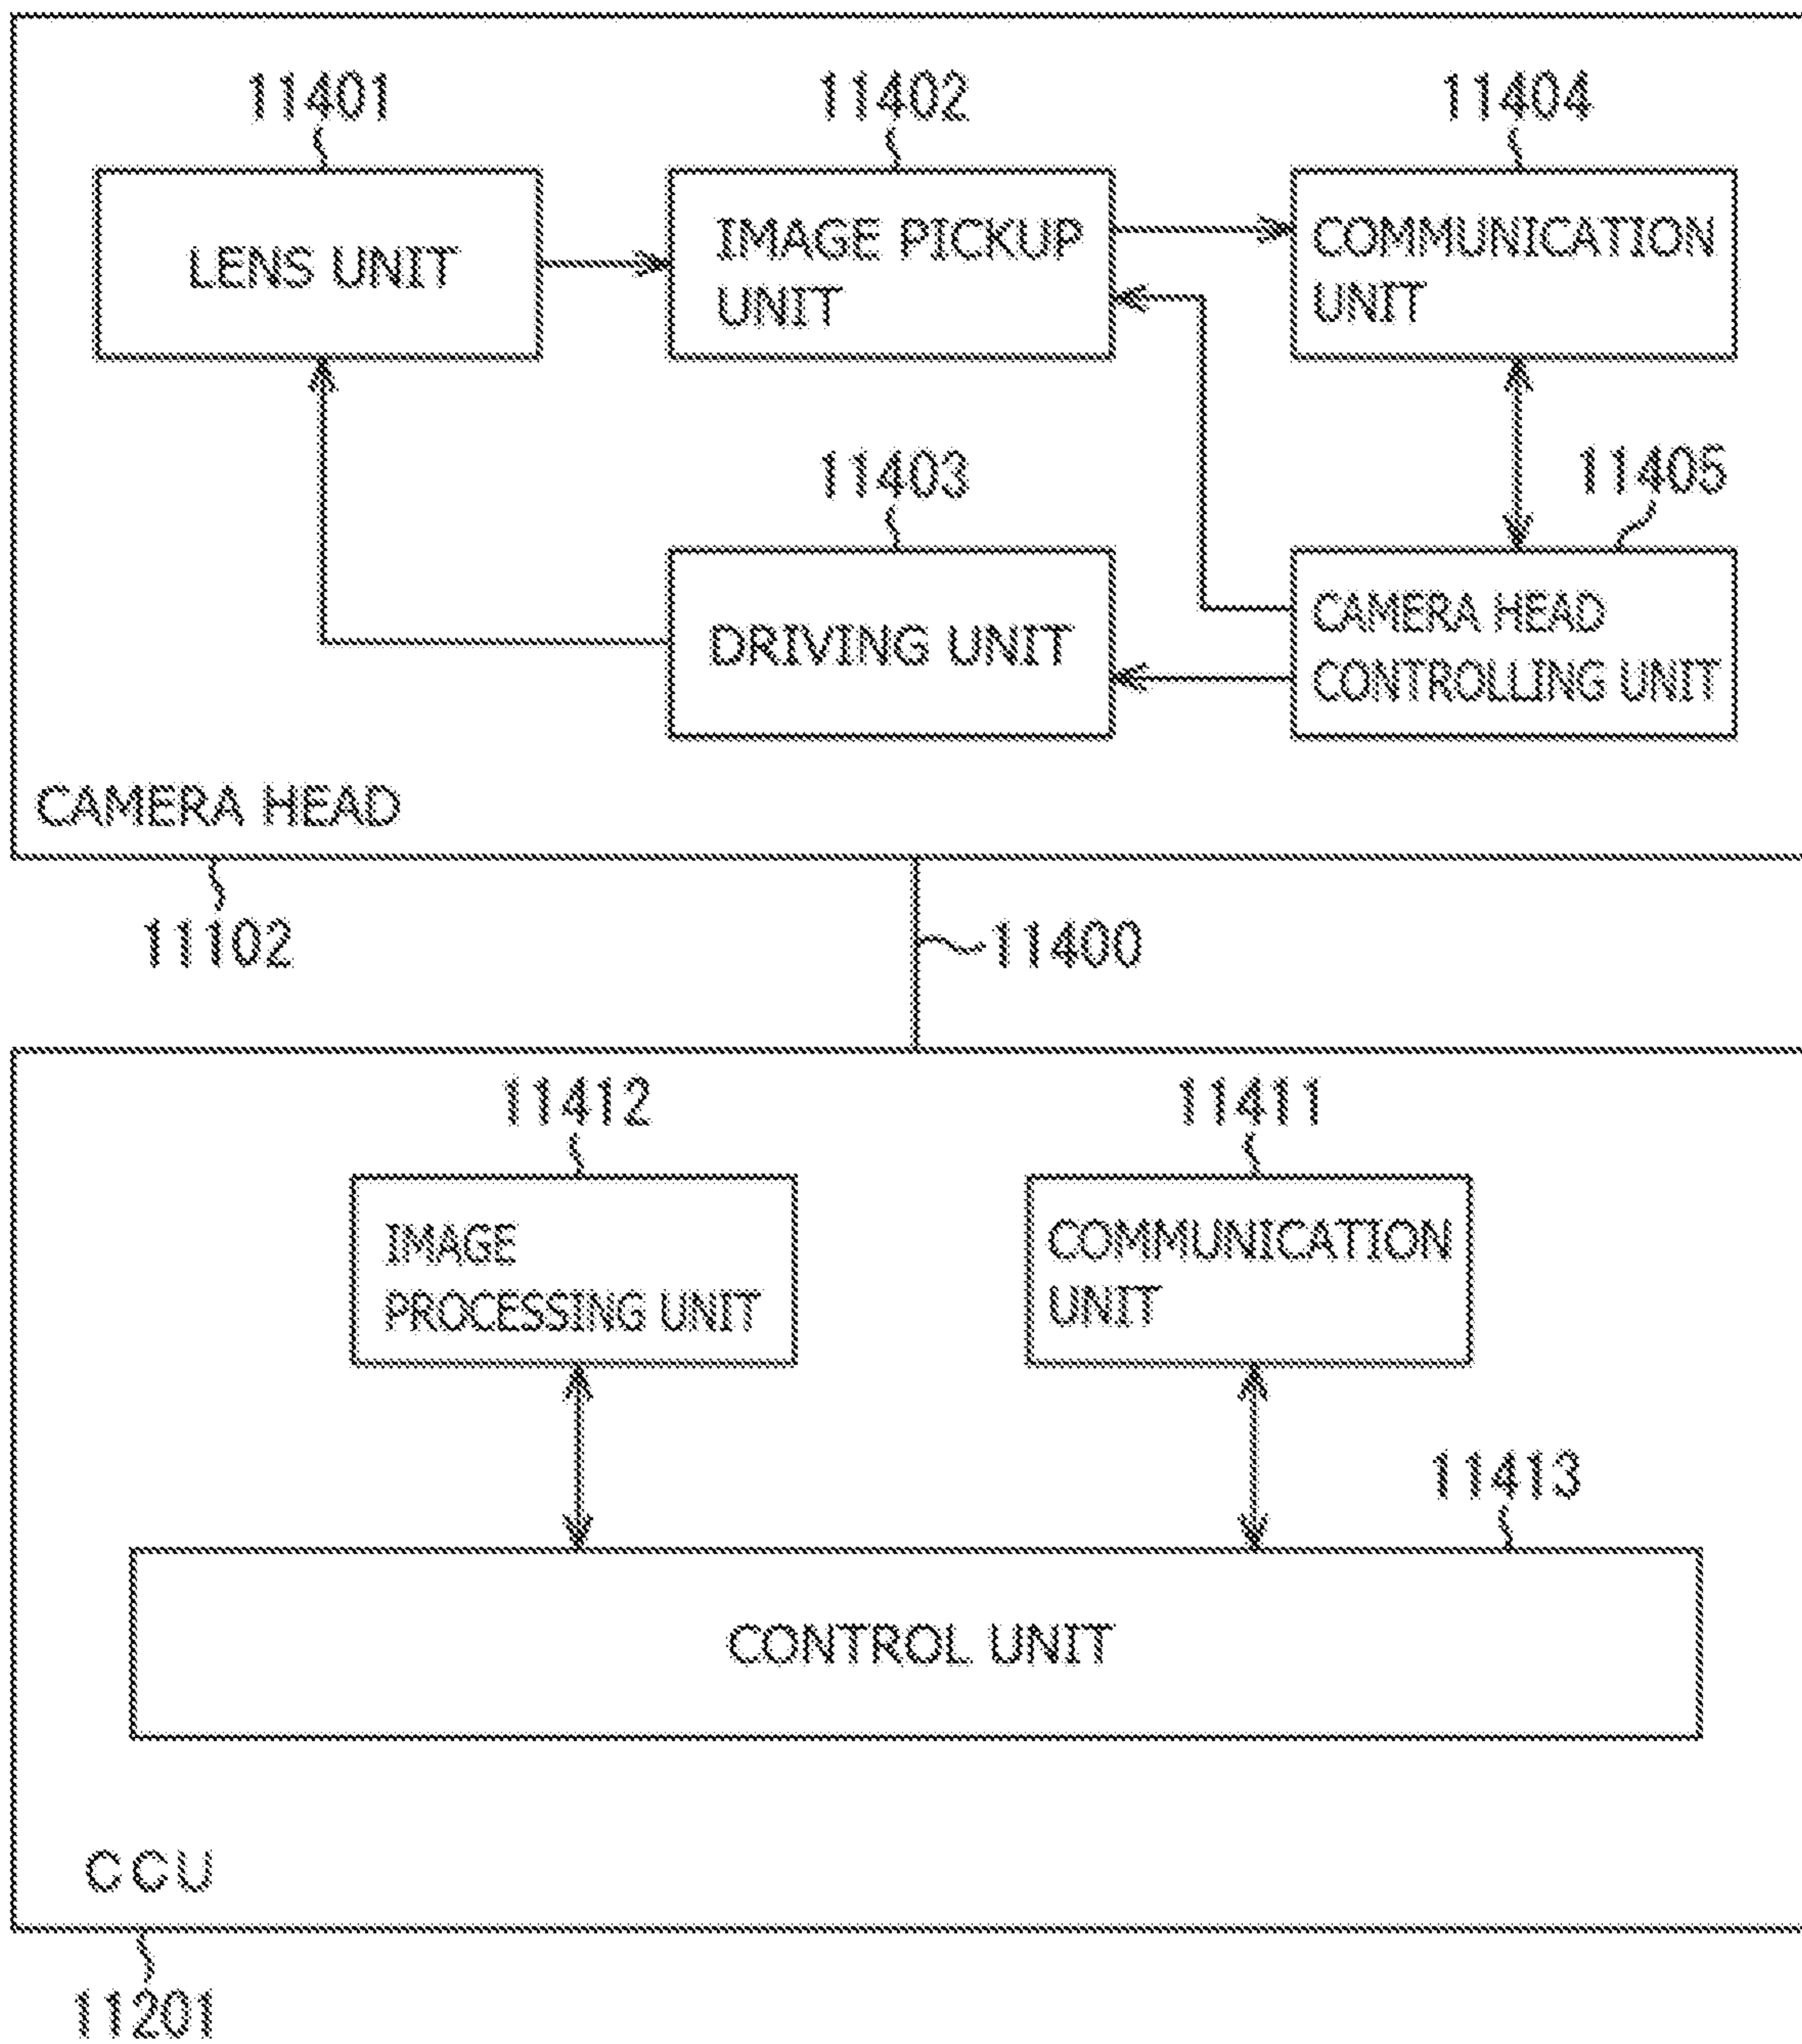 11401
11402
11404
LENS UNIT
IMAGE PICKUP
UNIT
COMMUNICATION
UNIT
11403
11405
DRIVING UNIT
CAMERA HEAD
CONTROLLING UNIT
CAMERA HEAD
11102
11400
11412
11411
IMAGE
PROCESSING UNIT
COMMUNICATION
UNIT
11413
CONTROL UNIT
CCU
11201